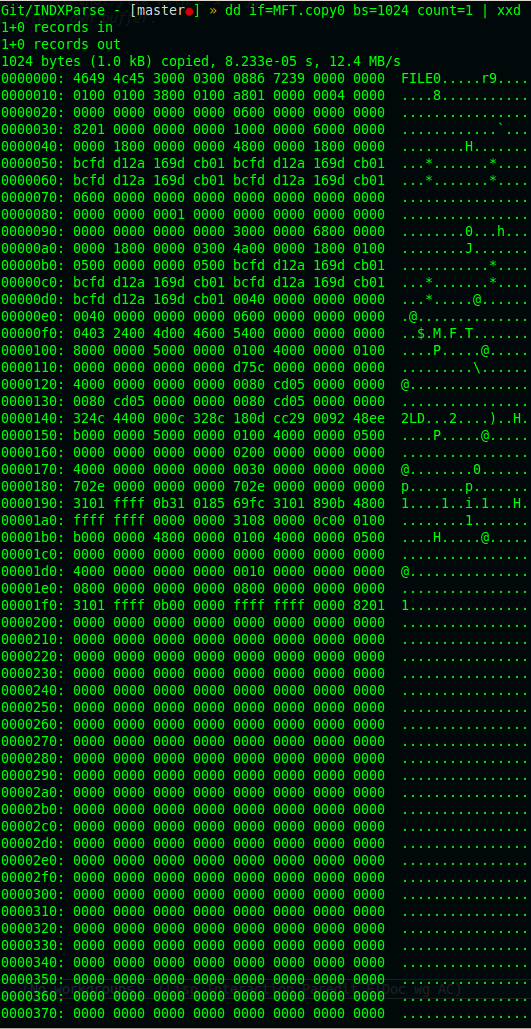 Git/INDXParse - [master●] » dd if=MFT.copy0 bs=1024 count=1 | xxd
1+0 records in
1+0 records out
1024 bytes (1.0 kB) copied, 8.233e-05 s, 12.4 MB/s
0000000: 4649 4c45 3000 0300 0886 7239 0000 0000  FILE0.....r9....
0000010: 0100 0100 3800 0100 a801 0000 0004 0000  ....8...........
0000020: 0000 0000 0000 0000 0600 0000 0000 0000  ................
0000030: 8201 0000 0000 0000 1000 0000 6000 0000  ............`...
0000040: 0000 1800 0000 0000 4800 0000 1800 0000  ........H.......
0000050: bcfd d12a 169d cb01 bcfd d12a 169d cb01  ...*.......*....
0000060: bcfd d12a 169d cb01 bcfd d12a 169d cb01  ...*.......*....
0000070: 0600 0000 0000 0000 0000 0000 0000 0000  ................
0000080: 0000 0000 0001 0000 0000 0000 0000 0000  ................
0000090: 0000 0000 0000 0000 3000 0000 6800 0000  ........0...h...
00000a0: 0000 1800 0000 0300 4a00 0000 1800 0100  ........J.......
00000b0: 0500 0000 0000 0500 bcfd d12a 169d cb01  ...........*....
00000c0: bcfd d12a 169d cb01 bcfd d12a 169d cb01  ...*.......*....
00000d0: bcfd d12a 169d cb01 0040 0000 0000 0000  ...*.....@......
00000e0: 0040 0000 0000 0000 0600 0000 0000 0000  .@..............
00000f0: 0403 2400 4d00 4600 5400 0000 0000 0000  ..$.M.F.T.......
0000100: 8000 0000 5000 0000 0100 4000 0000 0100  ....P.....@.....
0000110: 0000 0000 0000 0000 d75c 0000 0000 0000  .........\......
0000120: 4000 0000 0000 0000 0080 cd05 0000 0000  @...............
0000130: 0080 cd05 0000 0000 0080 cd05 0000 0000  ................
0000140: 324c 4400 000c 328c 180d cc29 0092 48ee  2LD...2....)..H.
0000150: b000 0000 5000 0000 0100 4000 0000 0500  ....P.....@.....
0000160: 0000 0000 0000 0000 0200 0000 0000 0000  ................
0000170: 4000 0000 0000 0000 0030 0000 0000 0000  @........0......
0000180: 702e 0000 0000 0000 702e 0000 0000 0000  p.......p.......
0000190: 3101 ffff 0b31 0185 69fc 3101 890b 4800  1....1..i.1...H.
00001a0: ffff ffff 0000 0000 3108 0000 0c00 0100  ........1.......
00001b0: b000 0000 4800 0000 0100 4000 0000 0500  ....H.....@.....
00001c0: 0000 0000 0000 0000 0000 0000 0000 0000  ................
00001d0: 4000 0000 0000 0000 0010 0000 0000 0000  @...............
00001e0: 0800 0000 0000 0000 0800 0000 0000 0000  ................
00001f0: 3101 ffff 0b00 0000 ffff ffff 0000 8201  1...............
0000200: 0000 0000 0000 0000 0000 0000 0000 0000  ................
0000210: 0000 0000 0000 0000 0000 0000 0000 0000  ................
0000220: 0000 0000 0000 0000 0000 0000 0000 0000  ................
0000230: 0000 0000 0000 0000 0000 0000 0000 0000  ................
0000240: 0000 0000 0000 0000 0000 0000 0000 0000  ................
0000250: 0000 0000 0000 0000 0000 0000 0000 0000  ................
0000260: 0000 0000 0000 0000 0000 0000 0000 0000  ................
0000270: 0000 0000 0000 0000 0000 0000 0000 0000  ................
0000280: 0000 0000 0000 0000 0000 0000 0000 0000  ................
0000290: 0000 0000 0000 0000 0000 0000 0000 0000  ................
00002a0: 0000 0000 0000 0000 0000 0000 0000 0000  ................
00002b0: 0000 0000 0000 0000 0000 0000 0000 0000  ................
00002c0: 0000 0000 0000 0000 0000 0000 0000 0000  ................
00002d0: 0000 0000 0000 0000 0000 0000 0000 0000  ................
00002e0: 0000 0000 0000 0000 0000 0000 0000 0000  ................
00002f0: 0000 0000 0000 0000 0000 0000 0000 0000  ................
0000300: 0000 0000 0000 0000 0000 0000 0000 0000  ................
0000310: 0000 0000 0000 0000 0000 0000 0000 0000  ................
0000320: 0000 0000 0000 0000 0000 0000 0000 0000  ................
0000330: 0000 0000 0000 0000 0000 0000 0000 0000  ................
0000340: 0000 0000 0000 0000 0000 0000 0000 0000  ................
0000350: 0000 0000 0000 0000 0000 0000 0000 0000  ................
0000360: 0000 0000 0000 0000 0000 0000 0000 0000  ................
0000370: 0000 0000 0000 0000 0000 0000 0000 0000  ................